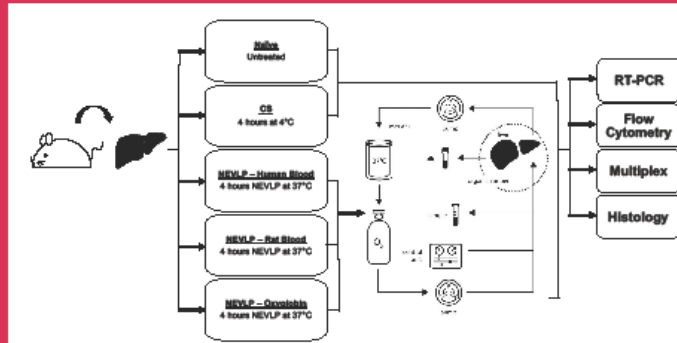 Naïve
Untreated
CS
4 hours at 4°C
NEVLP – Human Blood
4 hours NEVLP at 37°C
NEVLP – Rat Blood
4 hours NEVLP at 37°C
NEVLP – Oxyglobin
4 hours NEVLP at 37°C
37°C
O₂
RT-PCR
Flow
Cytometry
Multiplex
Histology